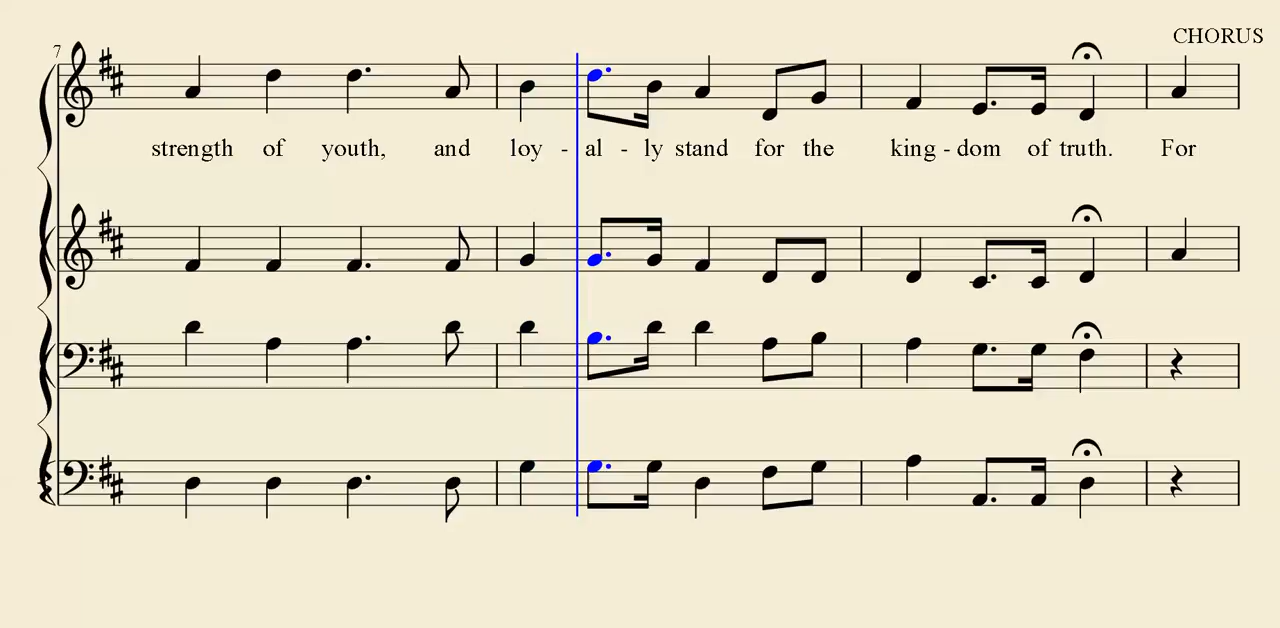 CHORUS
7
strength of youth, and loy - al - ly stand for the king - dom of truth. For